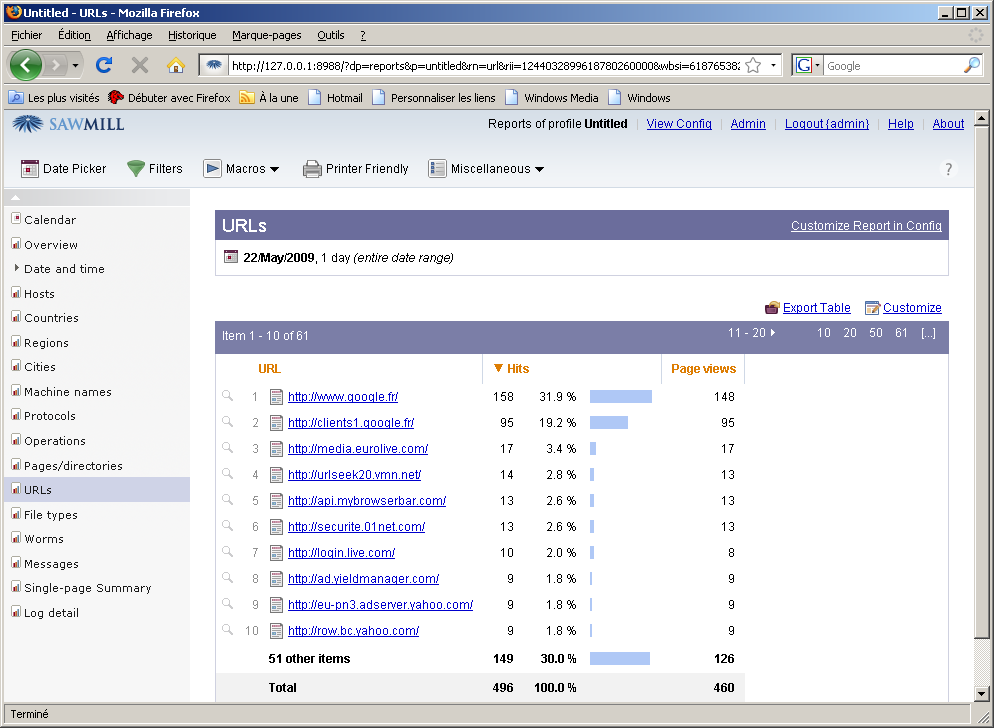 Untitled - URLs - Mozilla Firefox
Fichier Édition Affichage Historique Marque-pages Outils ?
http://127.0.0.1:8988/?dp=reports&p=untitled&rn=url&rii=12440328996187802600000&wbsi=618765382 Google
Les plus visités Débuter avec Firefox À la une Hotmail Personnaliser les liens Windows Media Windows
SAWMILL Reports of profile Untitled View Config Admin Logout {admin} Help About
Date Picker Filters Macros Printer Friendly Miscellaneous ?
Calendar
Overview
Date and time
Hosts
Countries
Regions
Cities
Machine names
Protocols
Operations
Pages/directories
URLs
File types
Worms
Messages
Single-page Summary
Log detail
URLs Customize Report in Config
22/May/2009, 1 day (entire date range)
Export Table Customize
Item 1 - 10 of 61 11 - 20 10 20 50 61 [...]
URL Hits Page views
1 http://www.google.fr/ 158 31.9 % 148
2 http://clients1.google.fr/ 95 19.2 % 95
3 http://media.eurolive.com/ 17 3.4 % 17
4 http://urlseek20.vmn.net/ 14 2.8 % 13
5 http://api.mybrowserbar.com/ 13 2.6 % 13
6 http://securite.01net.com/ 13 2.6 % 13
7 http://login.live.com/ 10 2.0 % 8
8 http://ad.yieldmanager.com/ 9 1.8 % 9
9 http://eu-pn3.adserver.yahoo.com/ 9 1.8 % 9
10 http://row.bc.yahoo.com/ 9 1.8 % 9
51 other items 149 30.0 % 126
Total 496 100.0 % 460
Terminé